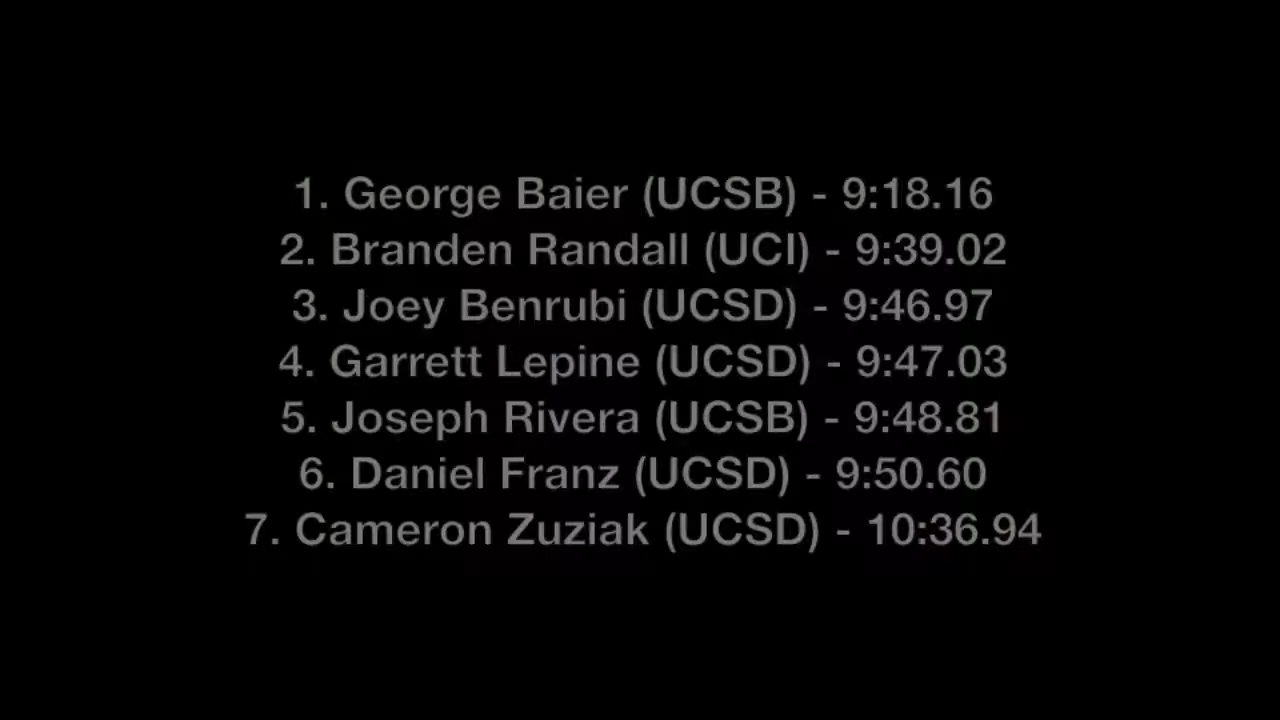 1. George Baier (UCSB) - 9:18.16
2. Branden Randall (UCI) - 9:39.02
3. Joey Benrubi (UCSD) - 9:46.97
4. Garrett Lepine (UCSD) - 9:47.03
5. Joseph Rivera (UCSB) - 9:48.81
6. Daniel Franz (UCSD) - 9:50.60
7. Cameron Zuziak (UCSD) - 10:36.94